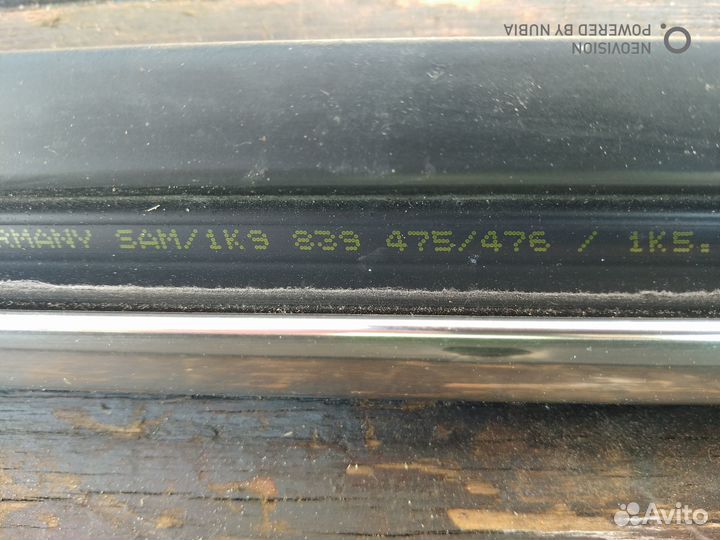 NEOVISION
POWERED BY NUBIA
RMANY 5AM/1K9 839 475/476 / 1K5.
Avito